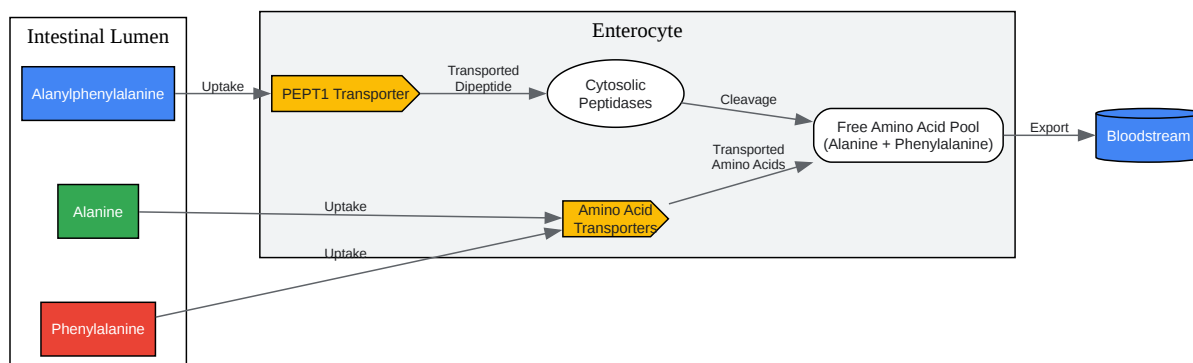 Intestinal Lumen
Enterocyte
Alanylphenylalanine
Uptake
PEPT1 Transporter
Transported
Dipeptide
Cytosolic
Peptidases
Cleavage
Free Amino Acid Pool
(Alanine + Phenylalanine)
Export
Bloodstream
Transported
Amino Acids
Alanine
Uptake
Amino Acid
Transporters
Uptake
Phenylalanine